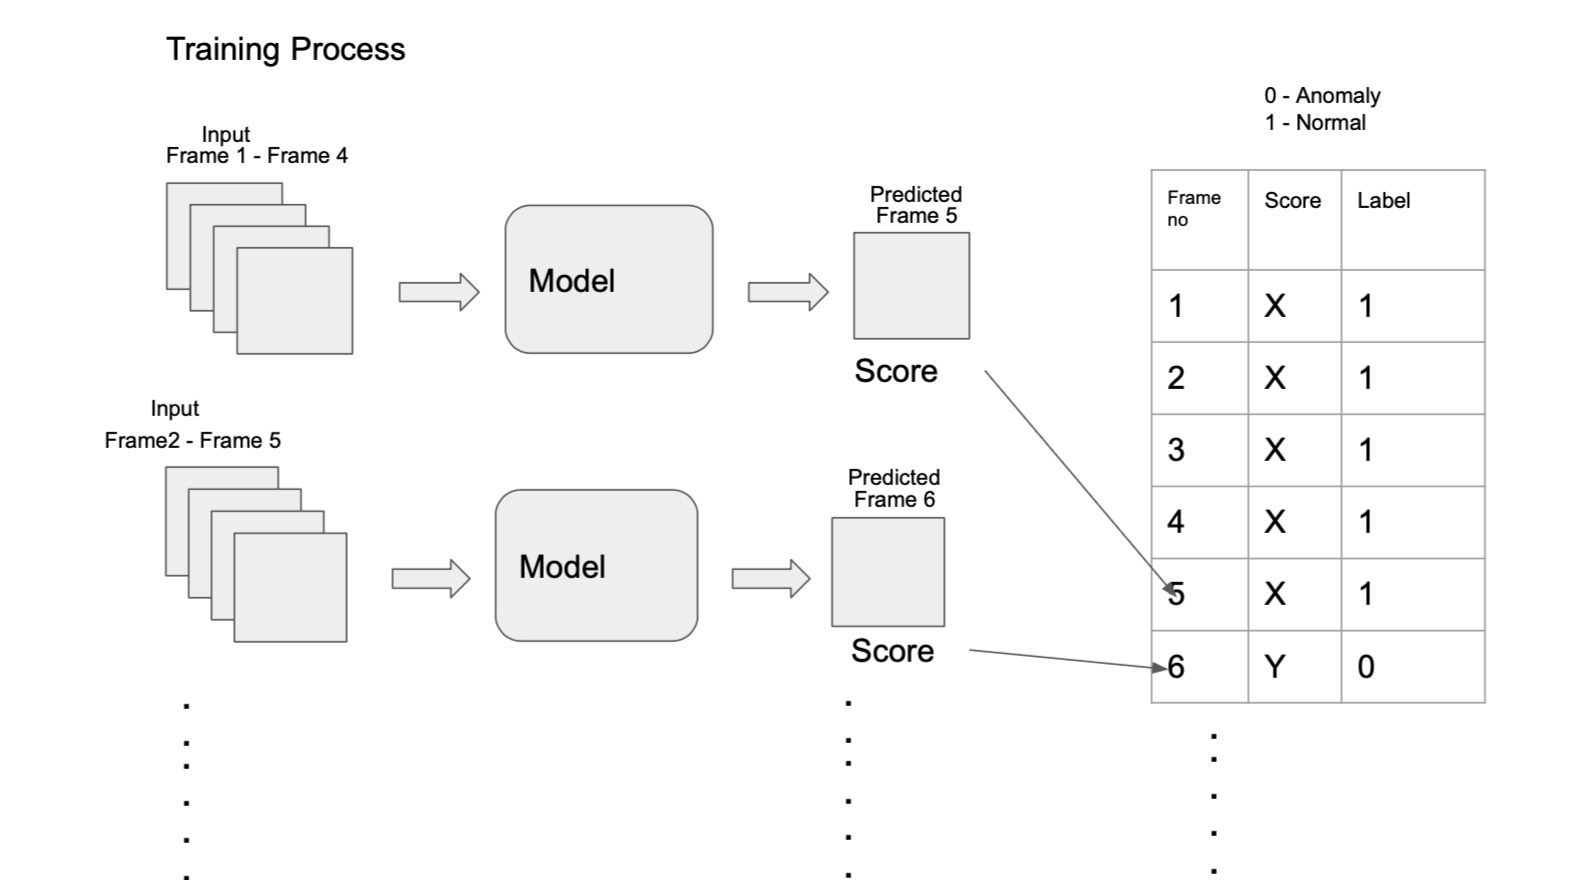 Training Process
Input
Frame 1 - Frame 4
Model
Predicted
Frame 5
Score
Input
Frame2 - Frame 5
Model
Predicted
Frame 6
Score
0 - Anomaly
1 - Normal
Frame no Score Label
1 X 1
2 X 1
3 X 1
4 X 1
5 X 1
6 Y 0